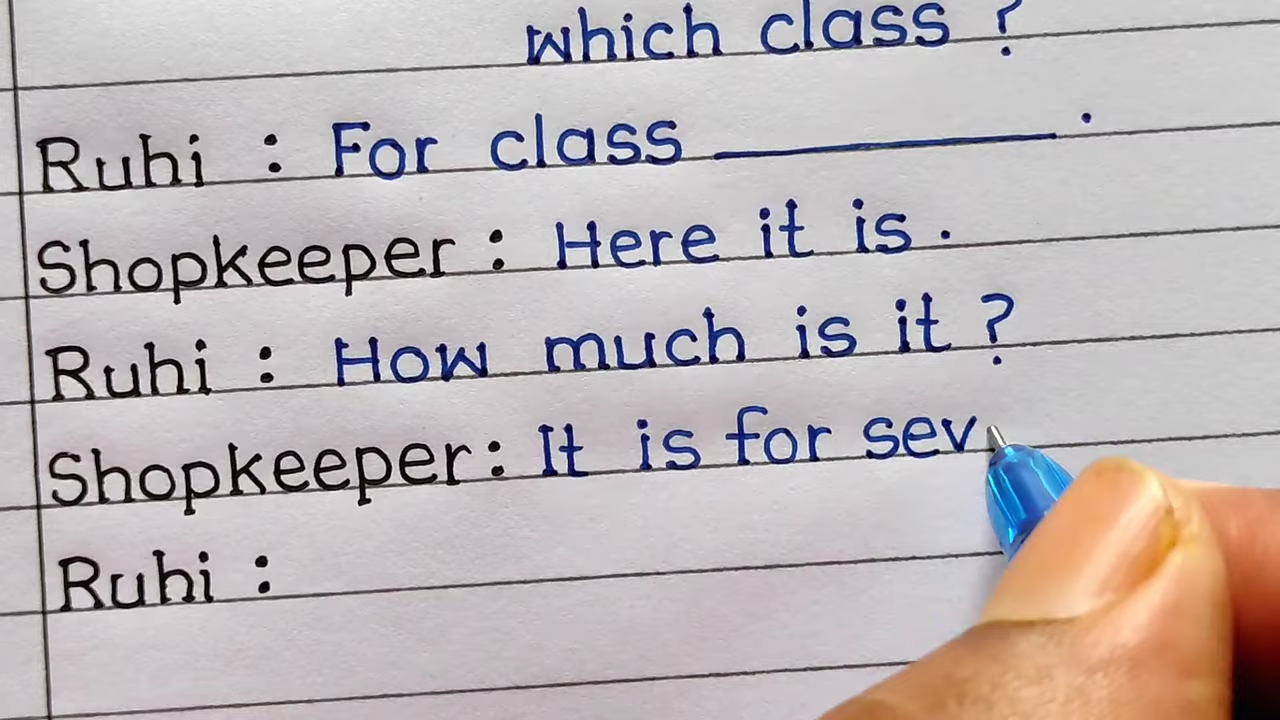 which class ?
Ruhi : For class ________ .
Shopkeeper : Here it is .
Ruhi : How much is it ?
Shopkeeper : It is for sev
Ruhi :